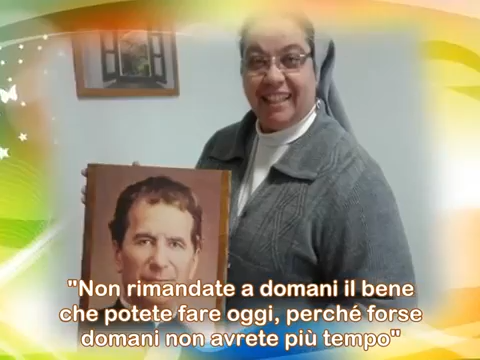 "Non rimandate a domani il bene
che potete fare oggi, perché forse
domani non avrete più tempo"